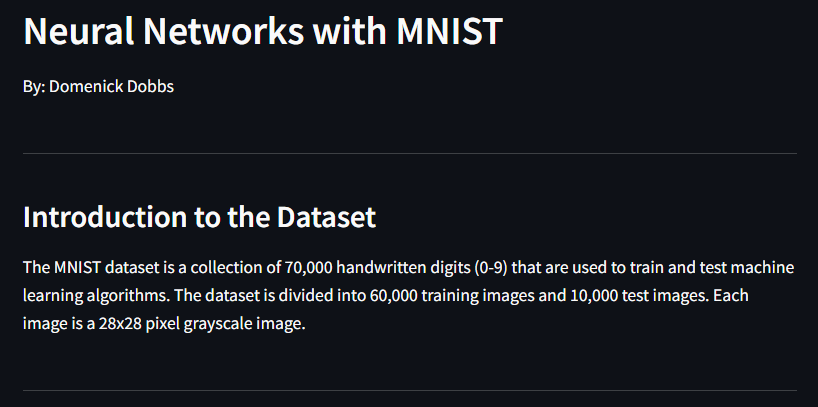 Neural Networks with MNIST
By: Domenick Dobbs
Introduction to the Dataset
The MNIST dataset is a collection of 70,000 handwritten digits (0-9) that are used to train and test machine
learning algorithms. The dataset is divided into 60,000 training images and 10,000 test images. Each
image is a 28x28 pixel grayscale image.